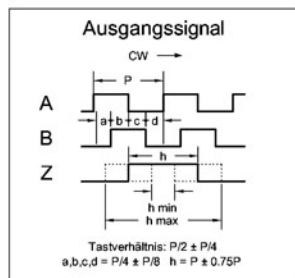 Ausgangssignal
CW
P
A
a b c d
B
h
Z
h min
h max
Tastverhältnis: P/2 ± P/4
a,b,c,d = P/4 ± P/8 h = P ± 0.75P